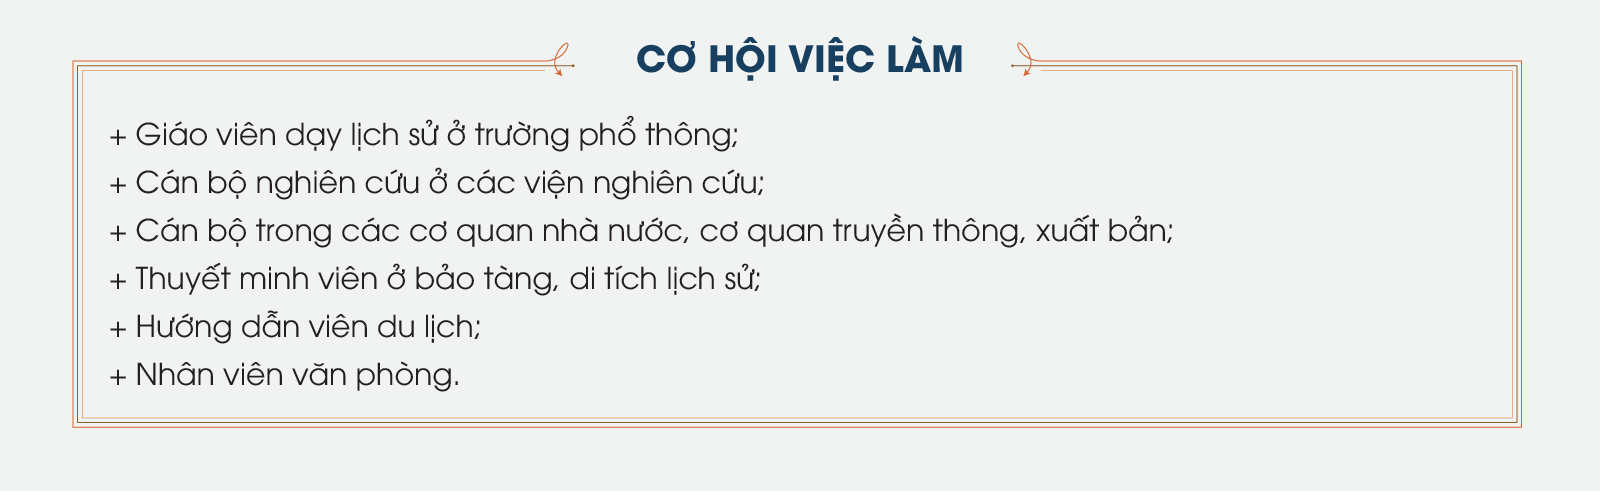 CƠ HỘI VIỆC LÀM
+ Giáo viên dạy lịch sử ở trường phổ thông;
+ Cán bộ nghiên cứu ở các viện nghiên cứu;
+ Cán bộ trong các cơ quan nhà nước, cơ quan truyền thông, xuất bản;
+ Thuyết minh viên ở bảo tàng, di tích lịch sử;
+ Hướng dẫn viên du lịch;
+ Nhân viên văn phòng.